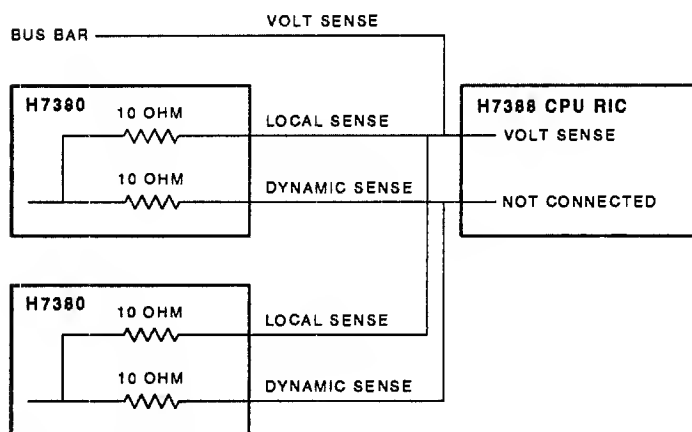 VOLT SENSE
BUS BAR
H7380
10 OHM
LOCAL SENSE
10 OHM
DYNAMIC SENSE
H7388 CPU RIC
VOLT SENSE
NOT CONNECTED
H7380
10 OHM
LOCAL SENSE
10 OHM
DYNAMIC SENSE